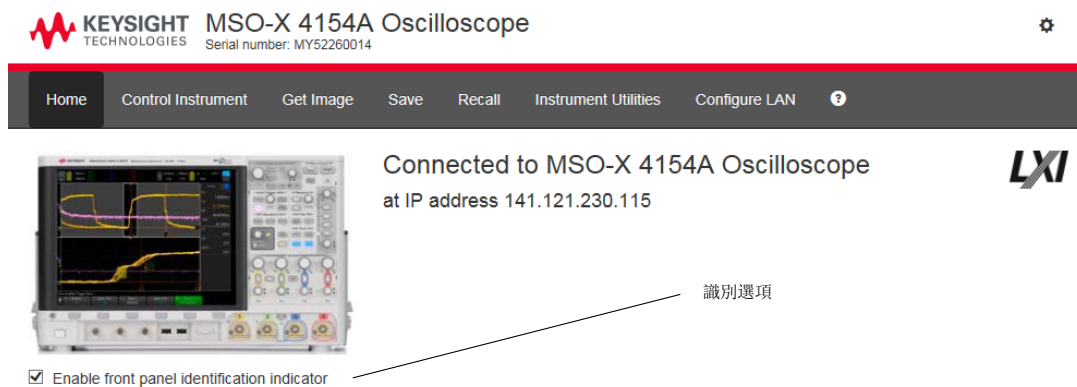 KEYSIGHT
TECHNOLOGIES
MSO-X 4154A Oscilloscope
Serial number: MY52260014
Home Control Instrument Get Image Save Recall Instrument Utilities Configure LAN ?
Connected to MSO-X 4154A Oscilloscope
at IP address 141.121.230.115
LXI
識別選項
Enable front panel identification indicator